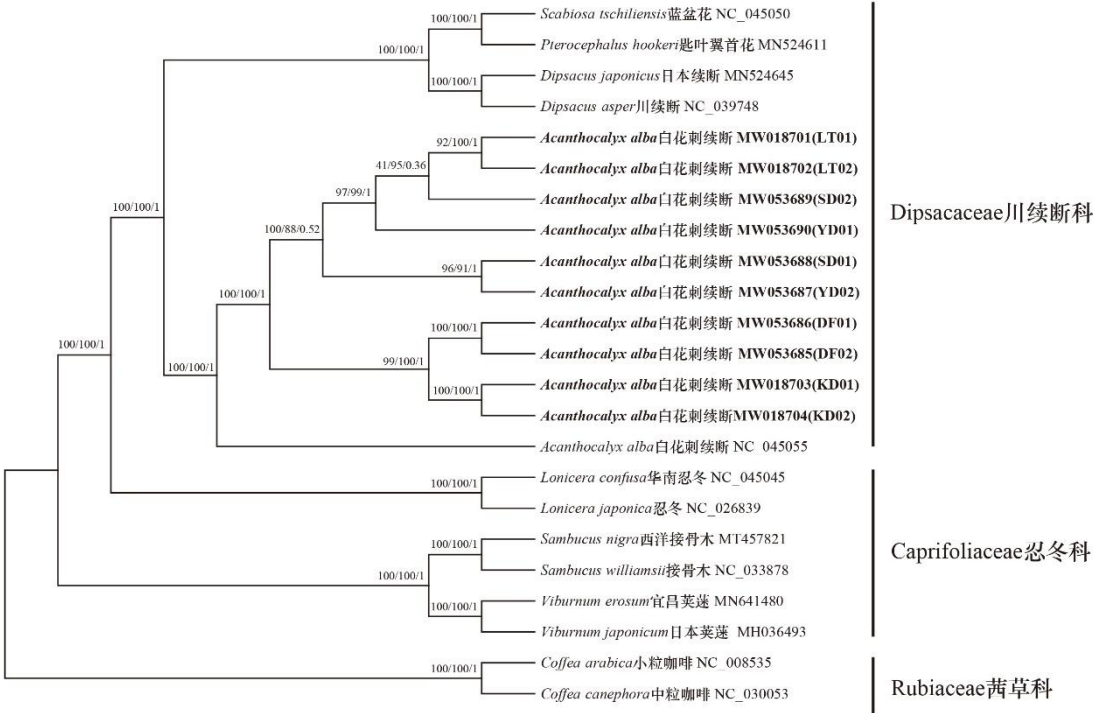 Scabiosa tschiliensis蓝盆花 NC_045050
Pterocephalus hookeri匙叶翼首花 MN524611
Dipsacus japonicus日本续断 MN524645
Dipsacus asper川续断 NC_039748
Acanthocalyx alba白花刺续断 MW018701(LT01)
Acanthocalyx alba白花刺续断 MW018702(LT02)
Acanthocalyx alba白花刺续断 MW053689(SD02)
Acanthocalyx alba白花刺续断 MW053690(YD01)
Acanthocalyx alba白花刺续断 MW053688(SD01)
Acanthocalyx alba白花刺续断 MW053687(YD02)
Acanthocalyx alba白花刺续断 MW053686(DF01)
Acanthocalyx alba白花刺续断 MW053685(DF02)
Acanthocalyx alba白花刺续断 MW018703(KD01)
Acanthocalyx alba白花刺续断MW018704(KD02)
Acanthocalyx alba白花刺续断 NC_045055
Lonicera confusa华南忍冬 NC_045045
Lonicera japonica忍冬 NC_026839
Sambucus nigra西洋接骨木 MT457821
Sambucus williamsii接骨木 NC_033878
Viburnum erosum宜昌荚蒾 MN641480
Viburnum japonicum日本荚蒾 MH036493
Coffea arabica小粒咖啡 NC_008535
Coffea canephora中粒咖啡 NC_030053
100/100/1
100/100/1
100/100/1
92/100/1
41/95/0.36
97/99/1
100/88/0.52
96/91/1
100/100/1
100/100/1
99/100/1
100/100/1
100/100/1
100/100/1
100/100/1
100/100/1
100/100/1
100/100/1
100/100/1
100/100/1
Dipsacaceae川续断科
Caprifoliaceae忍冬科
Rubiaceae茜草科